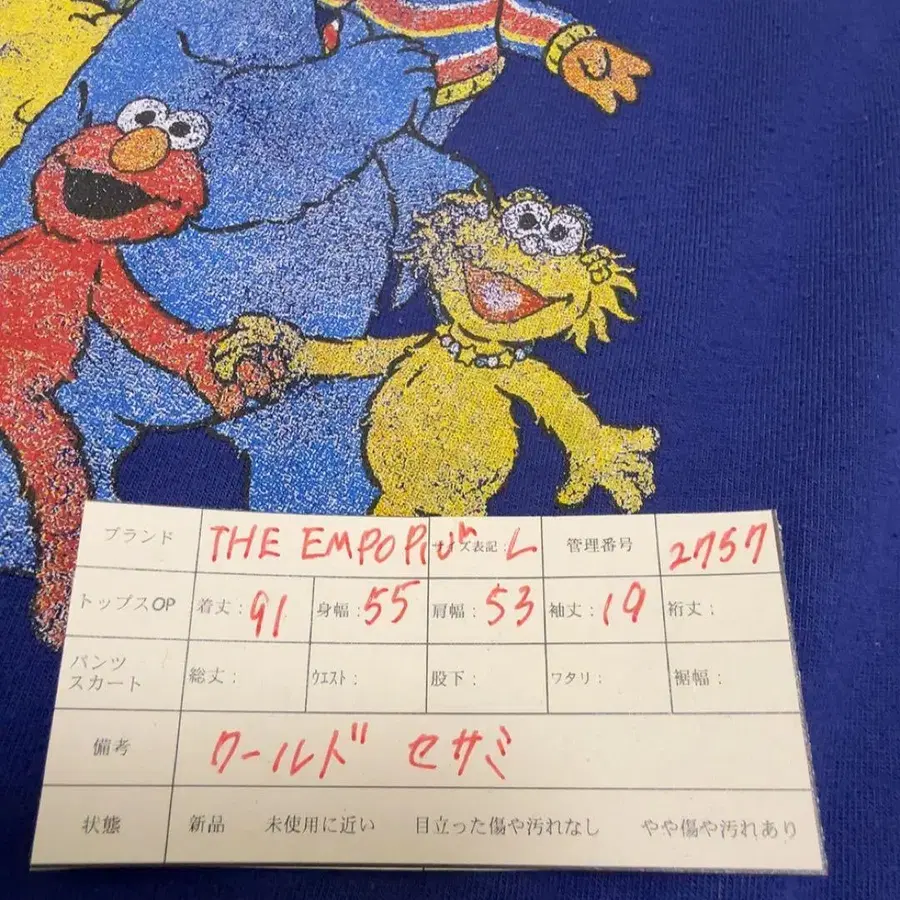 ブランド THE EMPOPIUM サイズ表記：L 管理番号 2757
トップスOP 着丈：91 身幅：55 肩幅：53 袖丈：19 裄丈：
パンツ
スカート 総丈： ウエスト： 股下： ワタリ： 裾幅：
備考 ワールド セサミ
状態 新品 未使用に近い 目立った傷や汚れなし やや傷や汚れあり